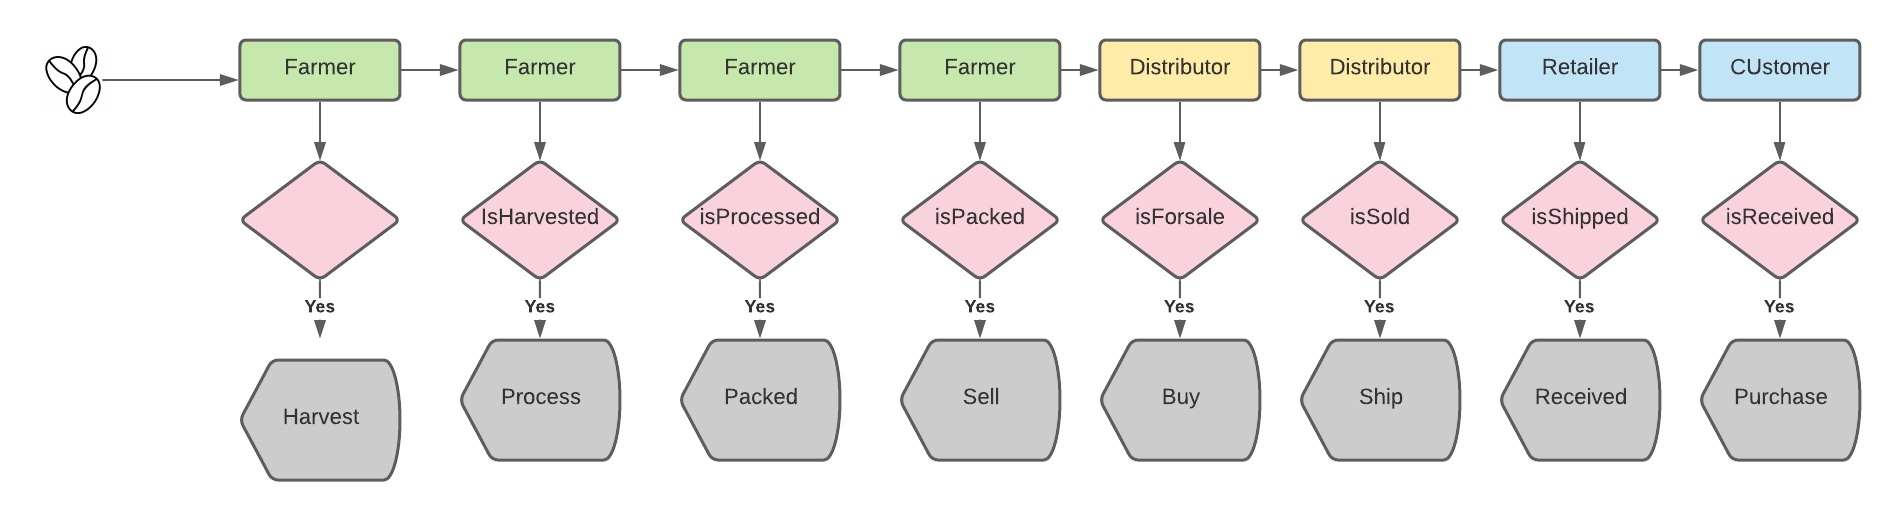 Farmer
Farmer
Farmer
Farmer
Distributor
Distributor
Retailer
CUstomer
IsHarvested
isProcessed
isPacked
isForsale
isSold
isShipped
isReceived
Yes
Yes
Yes
Yes
Yes
Yes
Yes
Yes
Harvest
Process
Packed
Sell
Buy
Ship
Received
Purchase